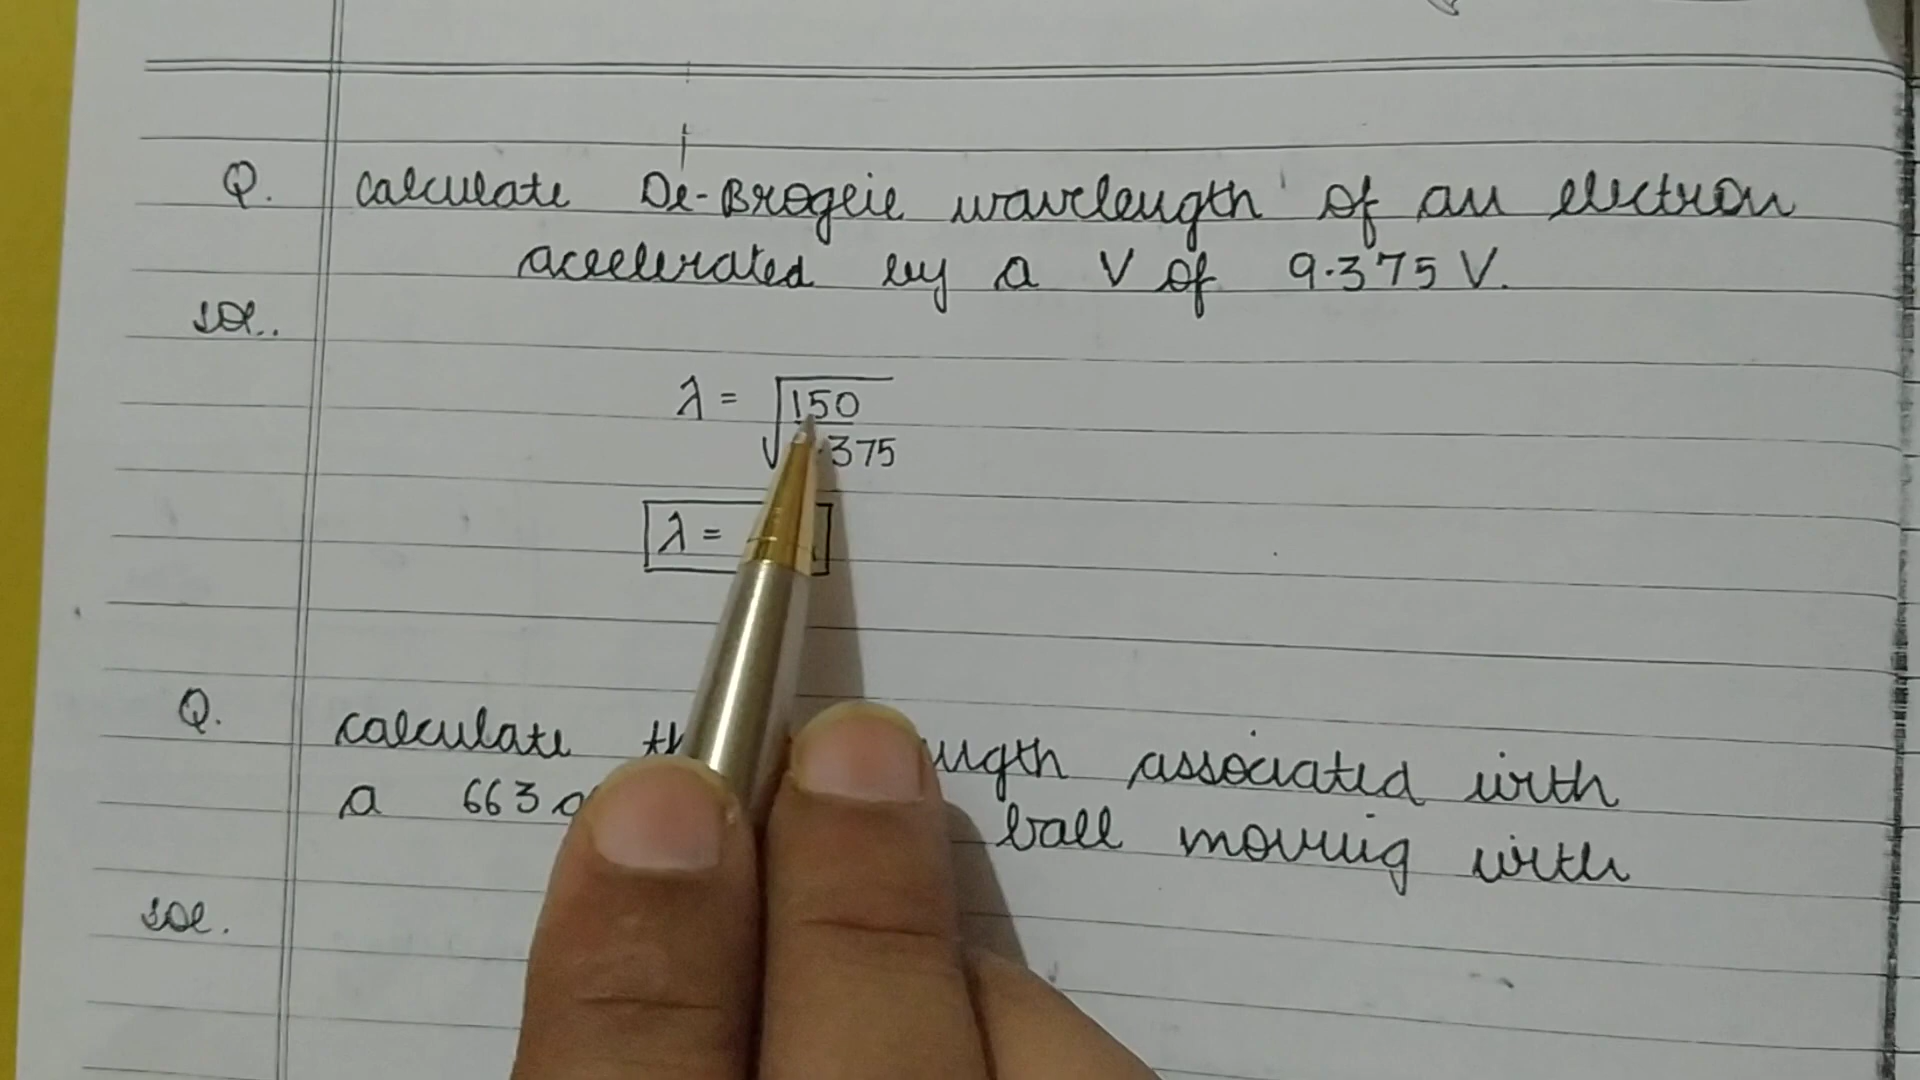 Q. calculate De-Broglie wavelength of an electron
accelerated by a V of 9.375 V.
sol.
λ = √150
.375
λ =
Q. calculate associated with
a 663 ball moving with
sol.